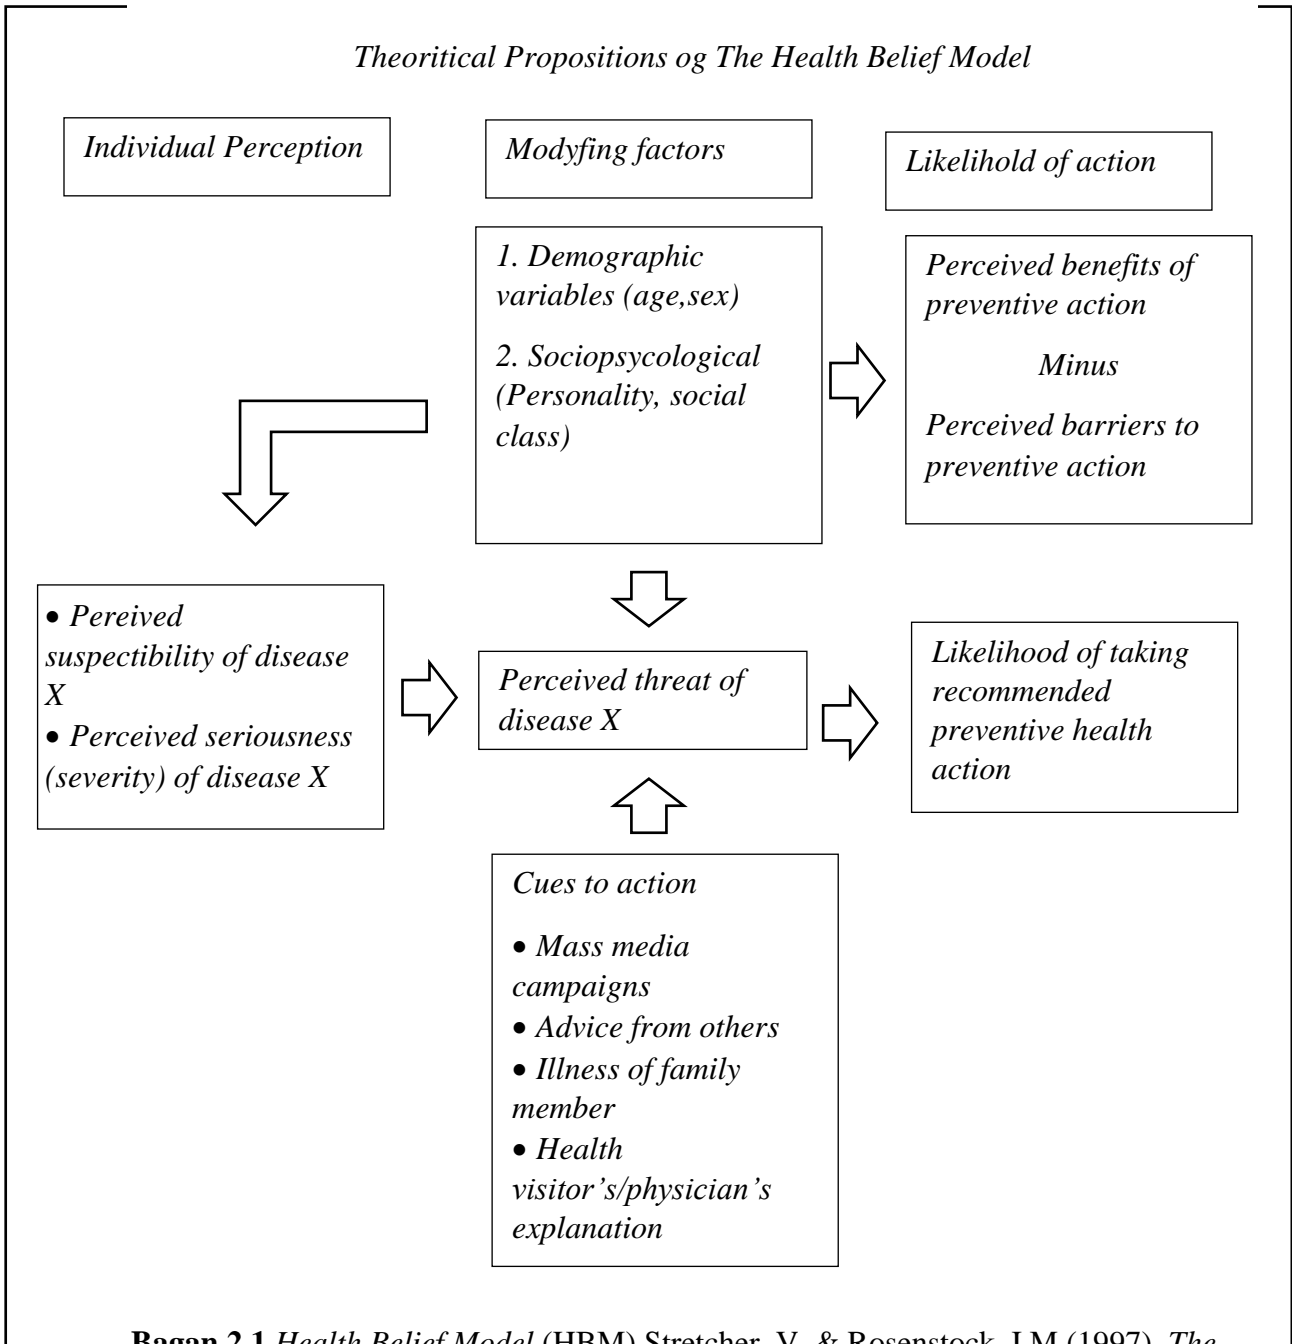 Theoritical Propositions og The Health Belief Model
Individual Perception
Modyfing factors
Likelihold of action
1. Demographic
variables (age,sex)
2. Sociopsycological
(Personality, social
class)
Perceived benefits of
preventive action
Minus
Perceived barriers to
preventive action
• Pereived
suspectibility of disease
X
• Perceived seriousness
(severity) of disease X
Perceived threat of
disease X
Likelihood of taking
recommended
preventive health
action
Cues to action
• Mass media
campaigns
• Advice from others
• Illness of family
member
• Health
visitor’s/physician’s
explanation
Bagan 2.1 Health Belief Model (HBM) Stretcher, V. & Rosenstock, I.M (1997). The